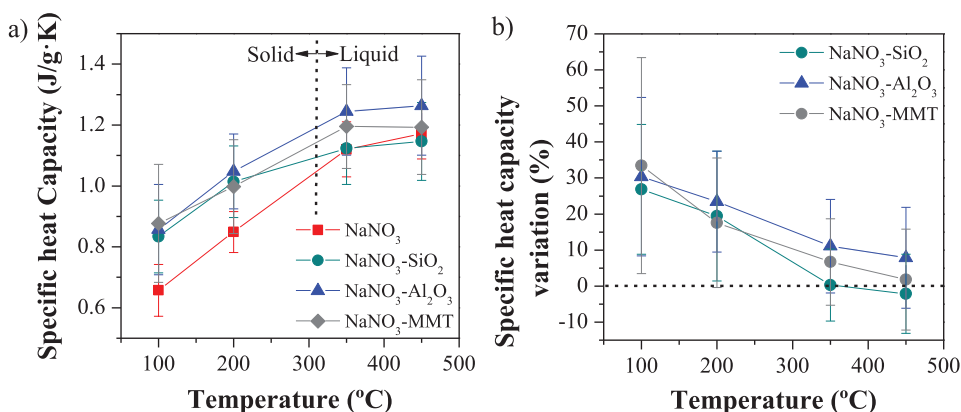 a)
Specific heat Capacity (J/g·K)
1.4
1.2
1.0
0.8
0.6
Solid
Liquid
NaNO₃
NaNO₃-SiO₂
NaNO₃-Al₂O₃
NaNO₃-MMT
100 200 300 400 500
Temperature (ºC)
b)
Specific heat capacity
variation (%)
70
60
50
40
30
20
10
0
-10
NaNO₃-SiO₂
NaNO₃-Al₂O₃
NaNO₃-MMT
0 100 200 300 400 500
Temperature (ºC)